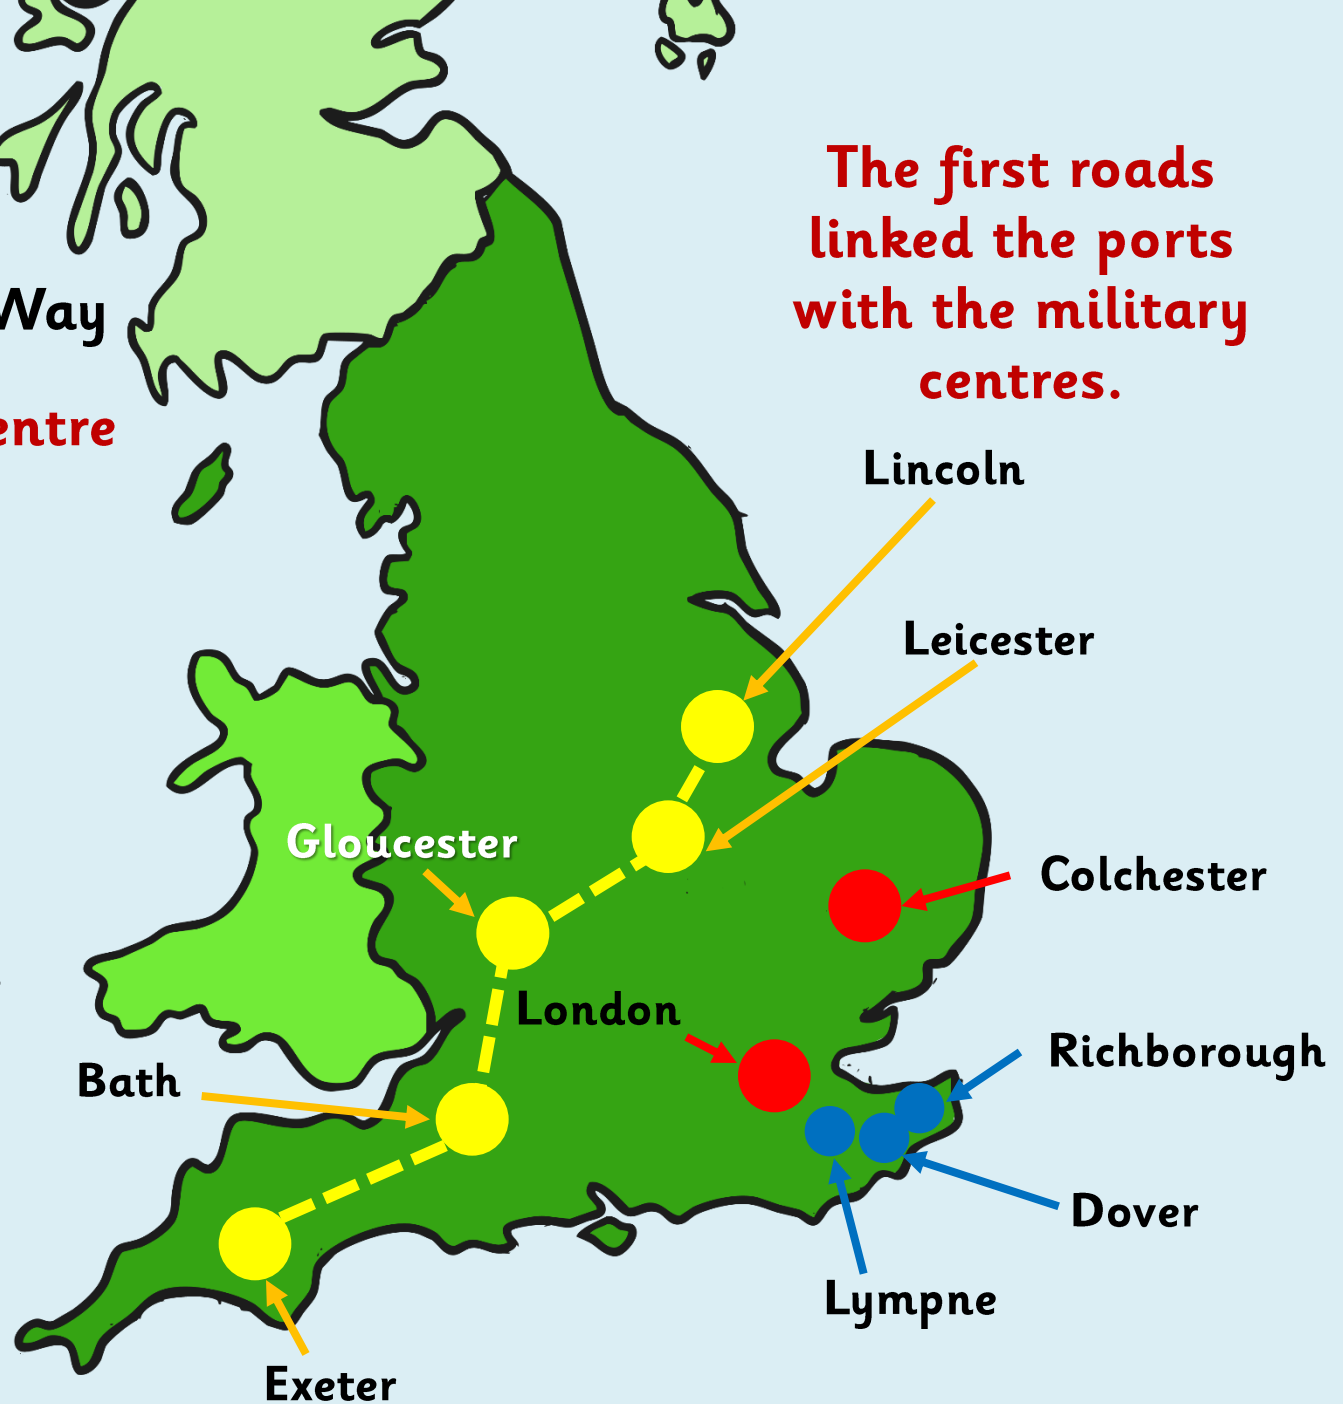 The first roads
linked the ports
with the military
centres.
Way
entre
Lincoln
Leicester
Gloucester
Colchester
London
Richborough
Bath
Dover
Lympne
Exeter